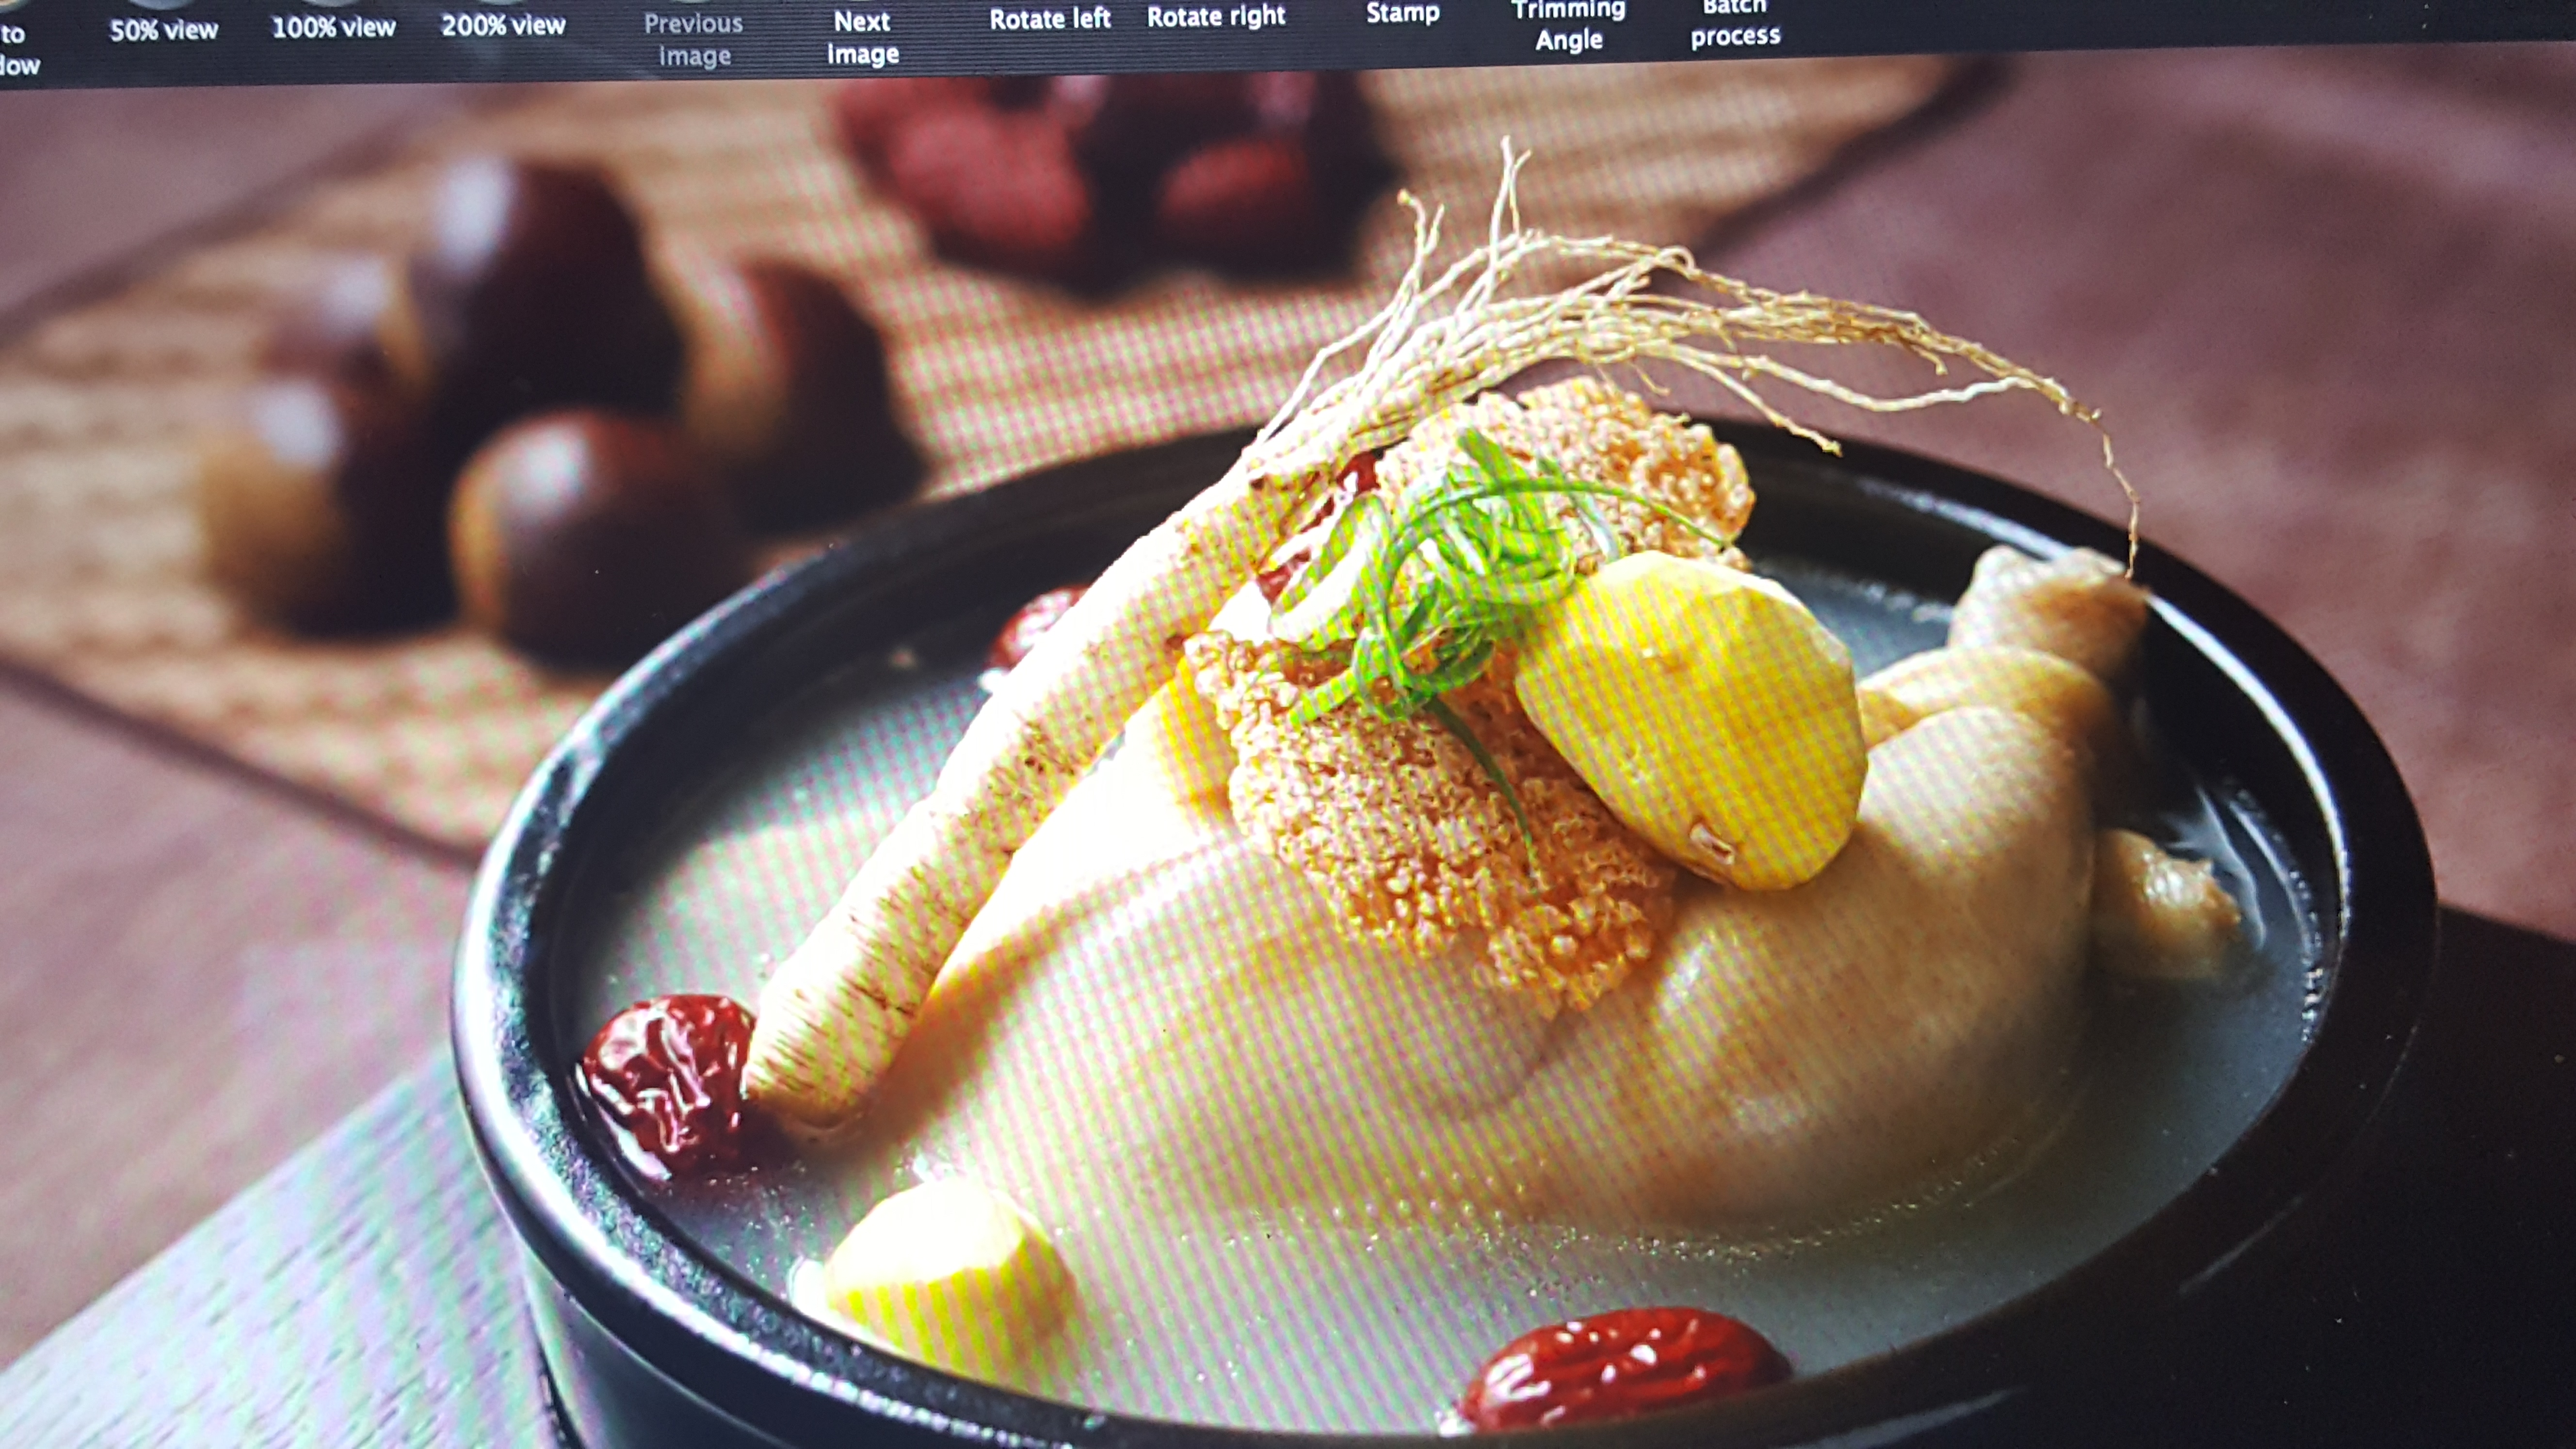 to
50% view
100% view
200% view
Previous
Next
Rotate left
Rotate right
Stamp
Trimming
Batch
Image
Image
Angle
process